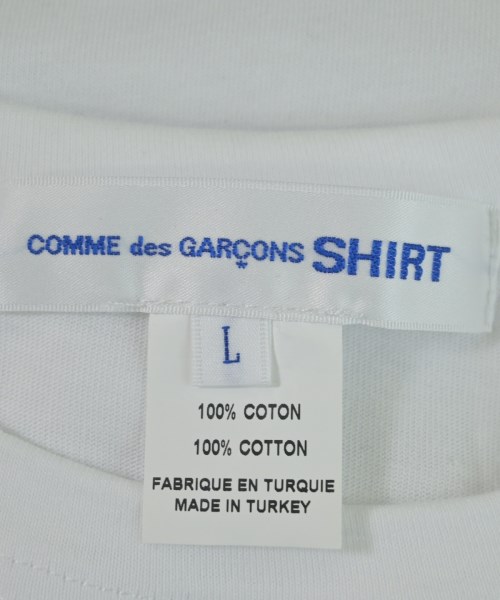 COMME des GARÇONS SHIRT
L
100% COTON
100% COTTON
FABRIQUE EN TURQUIE
MADE IN TURKEY